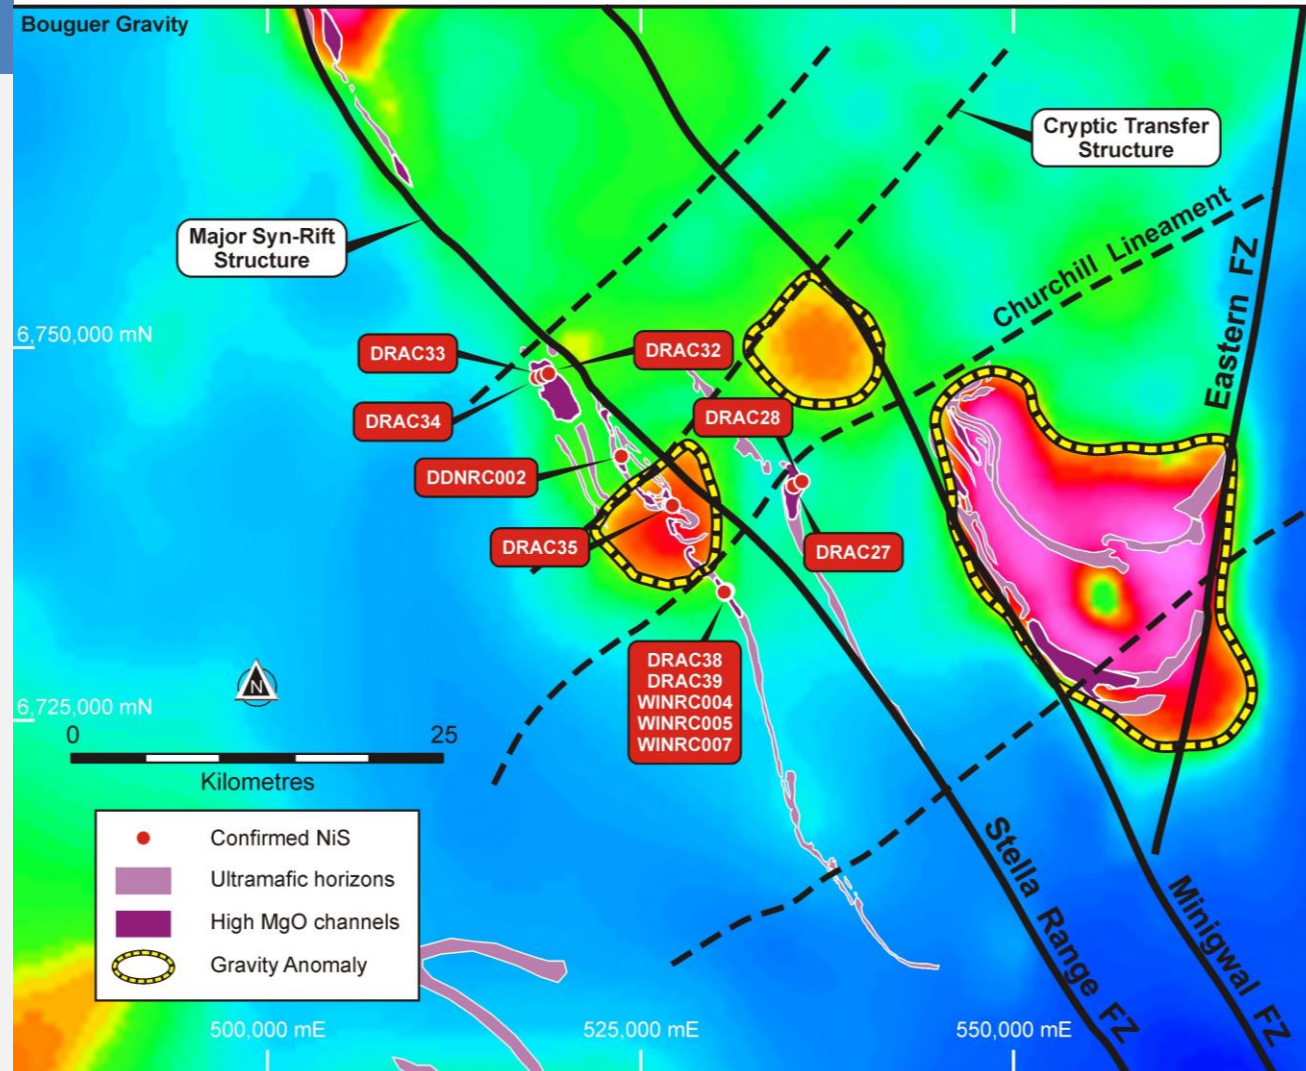 Bouguer Gravity
Cryptic Transfer
Structure
Major Syn-Rift
Structure
Churchill Lineament
Eastern FZ
6,750,000 mN
DRAC33
DRAC32
DRAC34
DRAC28
DDNRC002
DRAC35
DRAC27
DRAC38
DRAC39
WINRC004
WINRC005
WINRC007
N
6,725,000 mN
0
25
Kilometres
Confirmed NiS
Ultramafic horizons
High MgO channels
Gravity Anomaly
Stella Range FZ
Minigwal FZ
500,000 mE
525,000 mE
550,000 mE